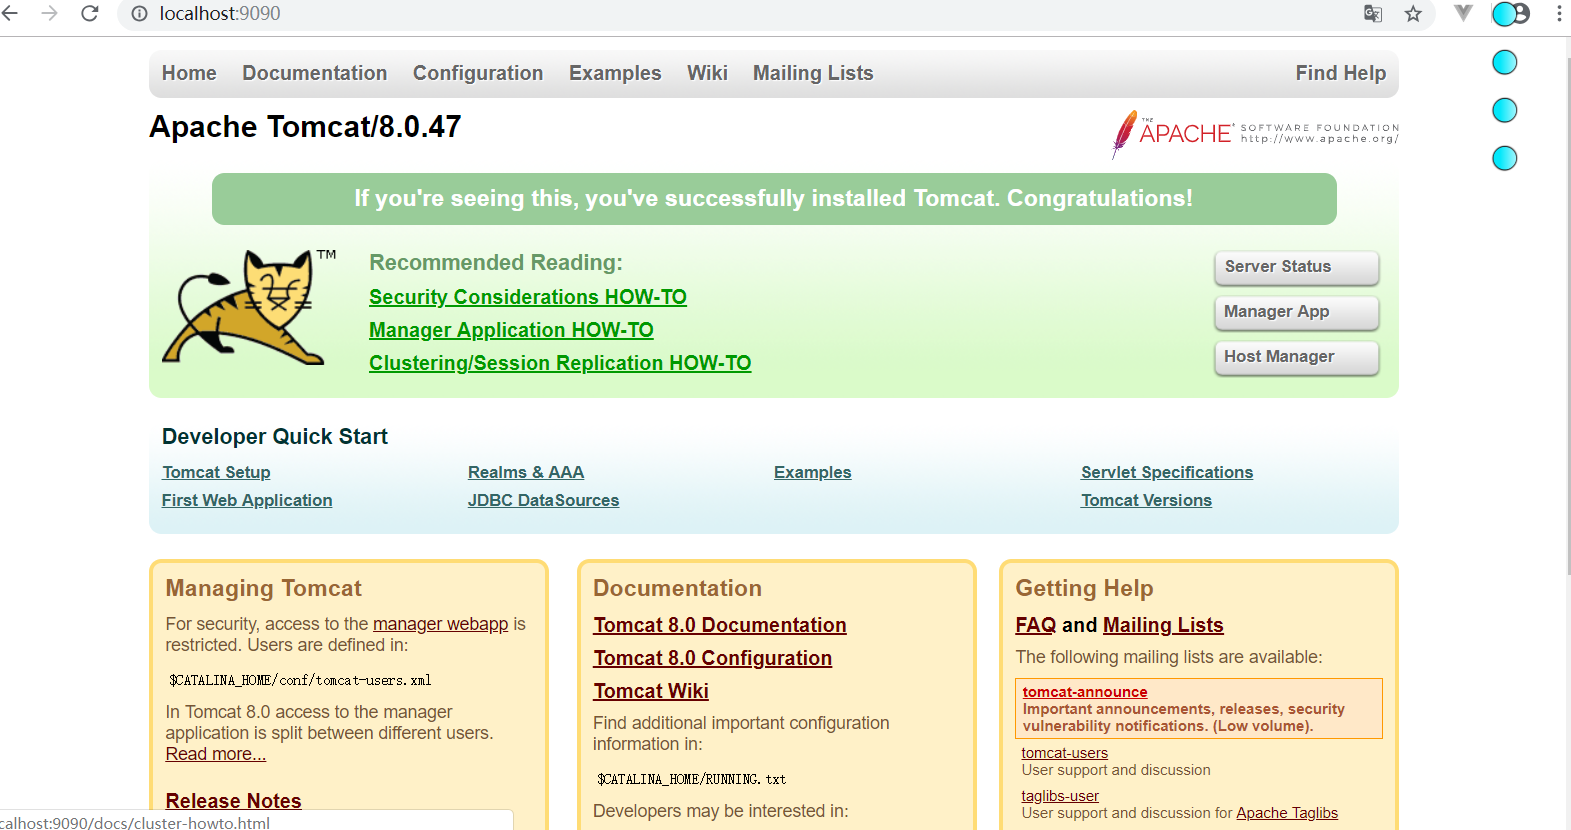 localhost:9090
Home Documentation Configuration Examples Wiki Mailing Lists Find Help
Apache Tomcat/8.0.47
THE APACHE® SOFTWARE FOUNDATION
http://www.apache.org/
If you're seeing this, you've successfully installed Tomcat. Congratulations!
TM
Recommended Reading:
Security Considerations HOW-TO
Manager Application HOW-TO
Clustering/Session Replication HOW-TO
Server Status
Manager App
Host Manager
Developer Quick Start
Tomcat Setup
First Web Application
Realms & AAA
JDBC DataSources
Examples
Servlet Specifications
Tomcat Versions
Managing Tomcat
For security, access to the manager webapp is
restricted. Users are defined in:
$CATALINA_HOME/conf/tomcat-users.xml
In Tomcat 8.0 access to the manager
application is split between different users.
Read more...
Release Notes
Documentation
Tomcat 8.0 Documentation
Tomcat 8.0 Configuration
Tomcat Wiki
Find additional important configuration
information in:
$CATALINA_HOME/RUNNING.txt
Developers may be interested in:
Getting Help
FAQ and Mailing Lists
The following mailing lists are available:
tomcat-announce
Important announcements, releases, security
vulnerability notifications. (Low volume).
tomcat-users
User support and discussion
taglibs-user
User support and discussion for Apache Taglibs
calhost:9090/docs/cluster-howto.html